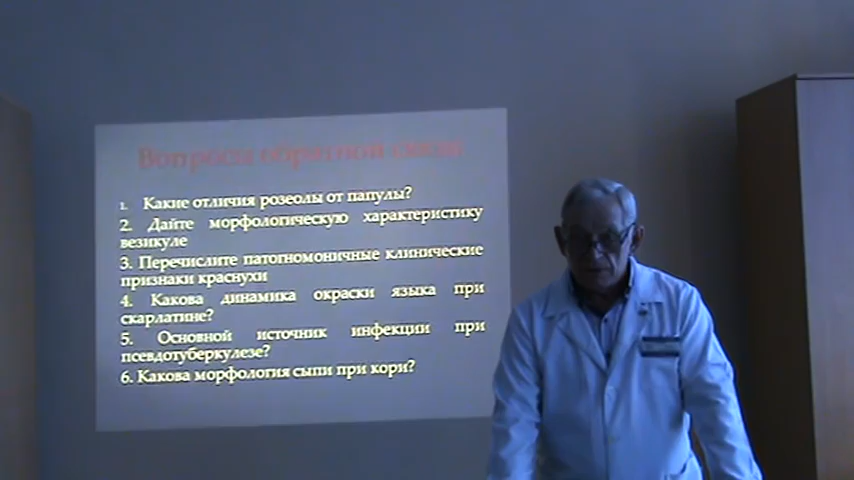 Вопросы обратной связи
1. Какие отличия розеолы от папулы?
2. Дайте морфологическую характеристику
везикуле
3. Перечислите патогномоничные клинические
признаки краснухи
4. Какова динамика окраски языка при
скарлатине?
5. Основной источник инфекции при
псевдотуберкулезе?
6. Какова морфология сыпи при кори?